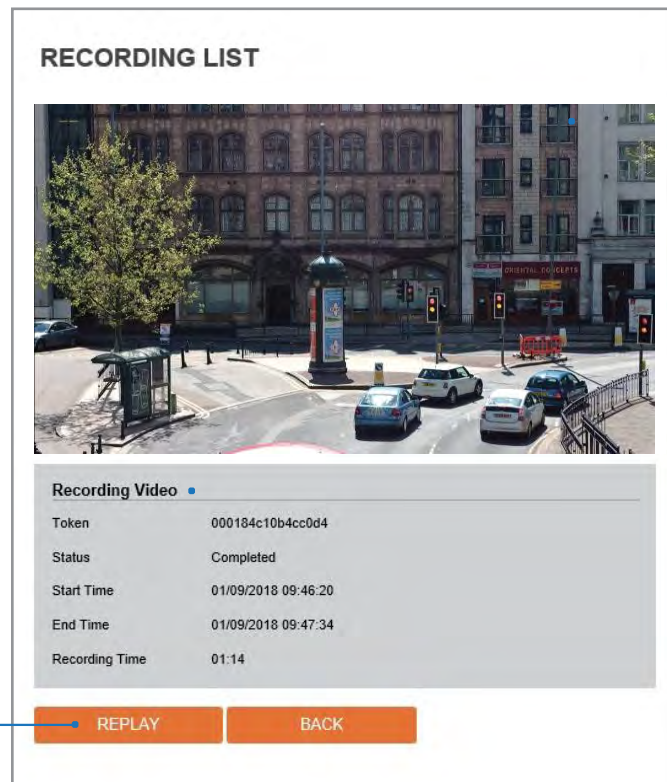 RECORDING LIST
ORIENTAL CONCEPTS
Recording Video
Token 000184c10b4cc0d4
Status Completed
Start Time 01/09/2018 09:46:20
End Time 01/09/2018 09:47:34
Recording Time 01:14
REPLAY BACK